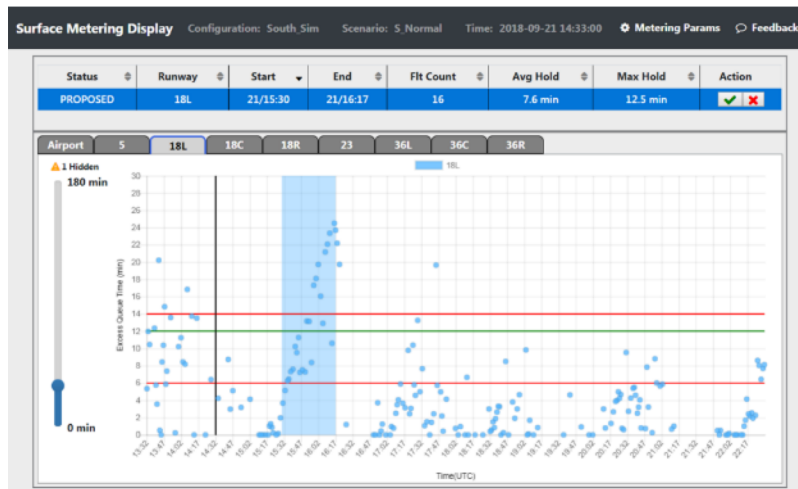 Surface Metering Display Configuration: South_Sim Scenario: S_Normal Time: 2018-09-21 14:33:00 Metering Params Feedback
Status Runway Start End Flt Count Avg Hold Max Hold Action
PROPOSED 18L 21/15:30 21/16:17 16 7.6 min 12.5 min
Airport 5 18L 18C 18R 23 36L 36C 36R
1 Hidden
180 min
0 min
18L
Excess Queue Time (min)
30
28
26
24
22
20
18
16
14
12
10
8
6
4
2
0
13:32 13:47 14:02 14:17 14:32 14:47 15:02 15:17 15:32 15:47 16:02 16:17 16:32 16:47 17:02 17:17 17:32 17:47 18:02 18:17 18:32 18:47 19:02 19:17 19:32 19:47 20:02 20:17 20:32 20:47 21:02 21:17 21:32 21:47 22:02 22:17
Time(UTC)